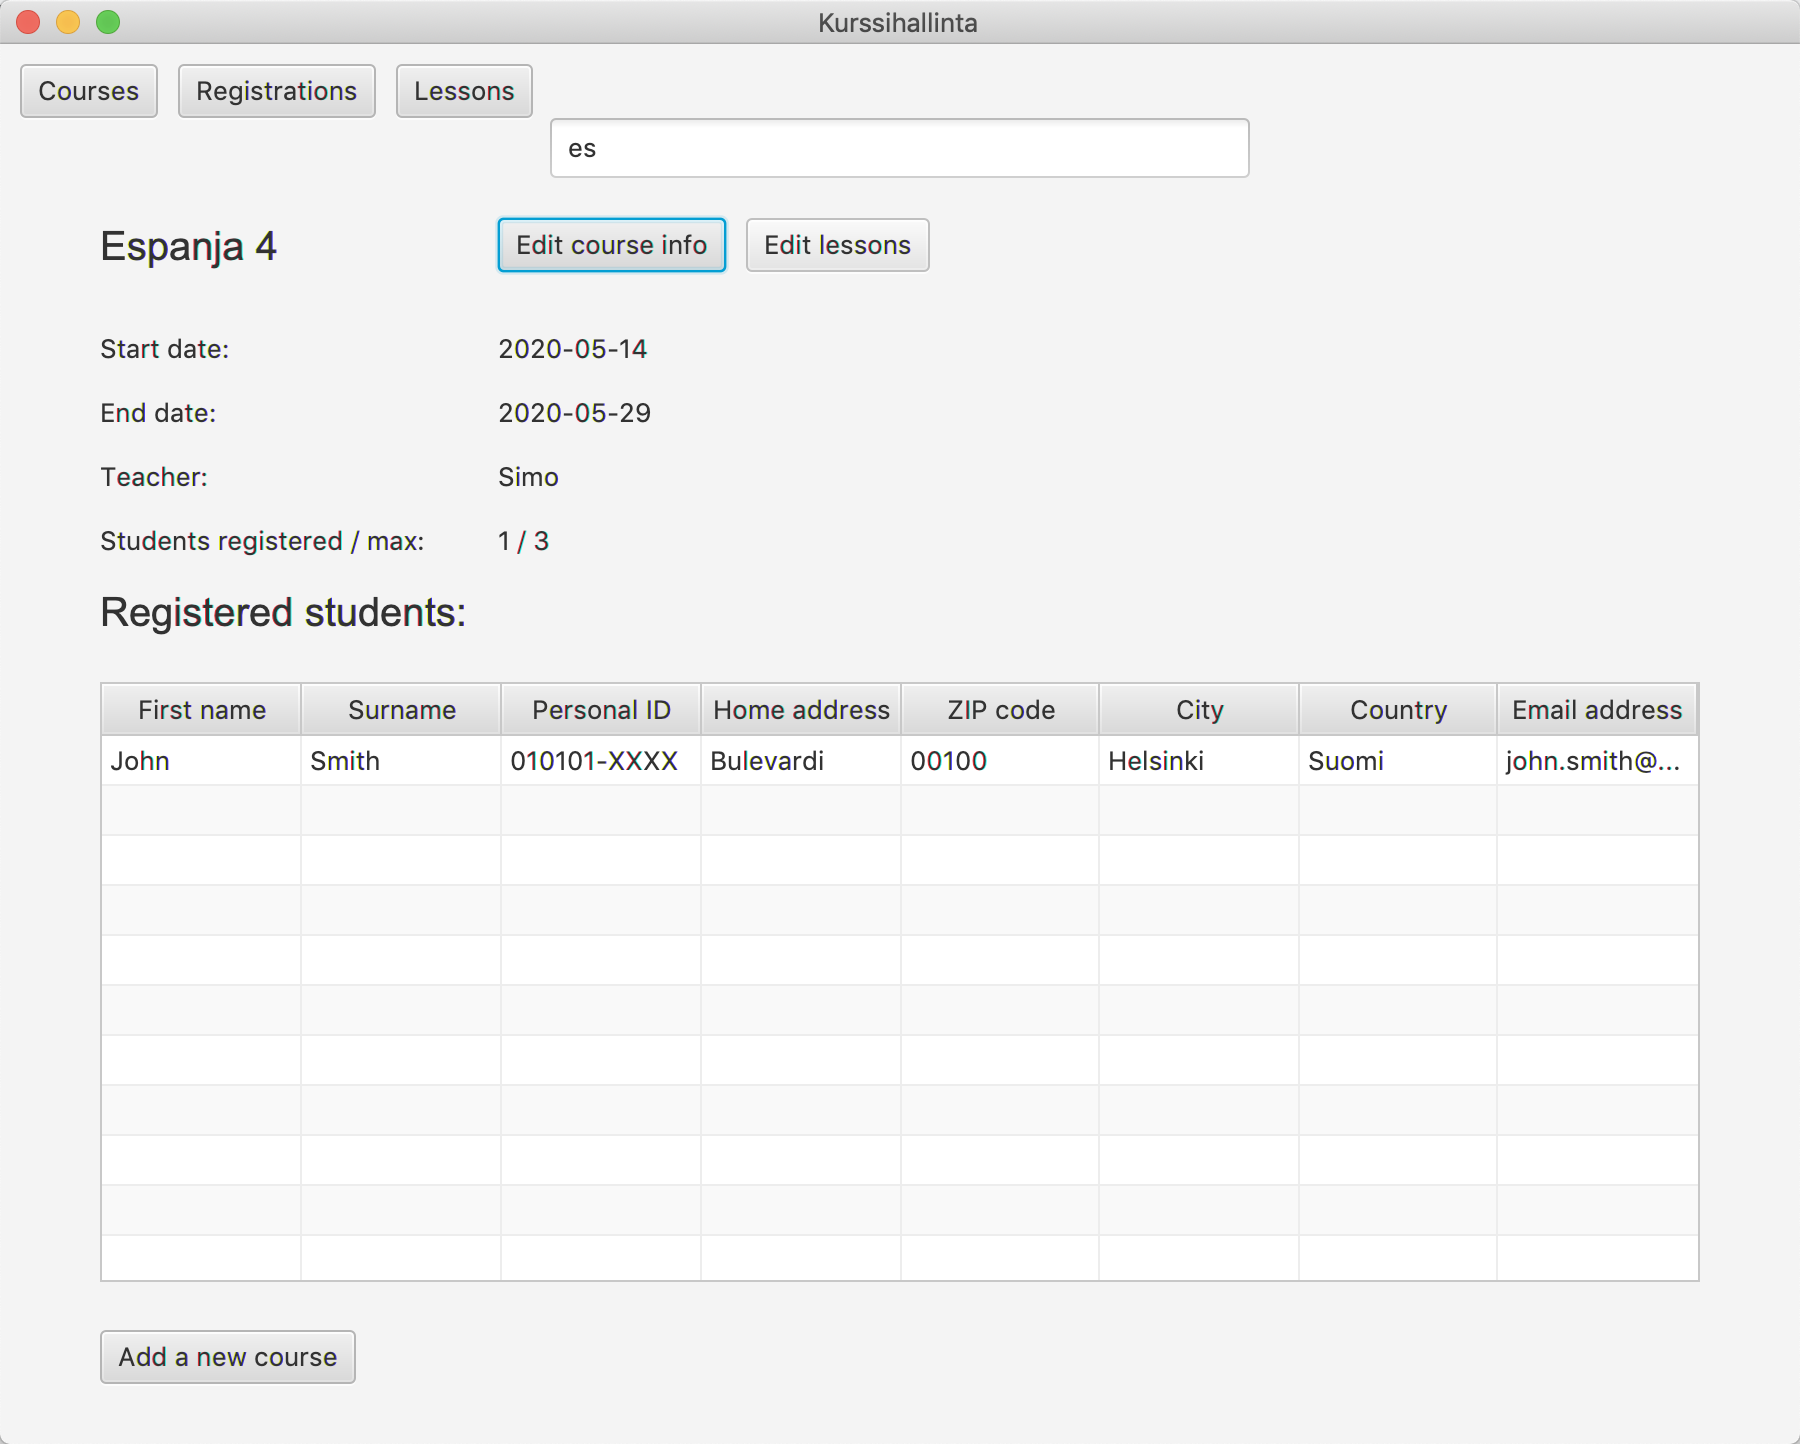 Kurssihallinta
Courses Registrations Lessons
es
Espanja 4 Edit course info Edit lessons
Start date: 2020-05-14
End date: 2020-05-29
Teacher: Simo
Students registered / max: 1 / 3
Registered students:
First name Surname Personal ID Home address ZIP code City Country Email address
John Smith 010101-XXXX Bulevardi 00100 Helsinki Suomi john.smith@...
Add a new course